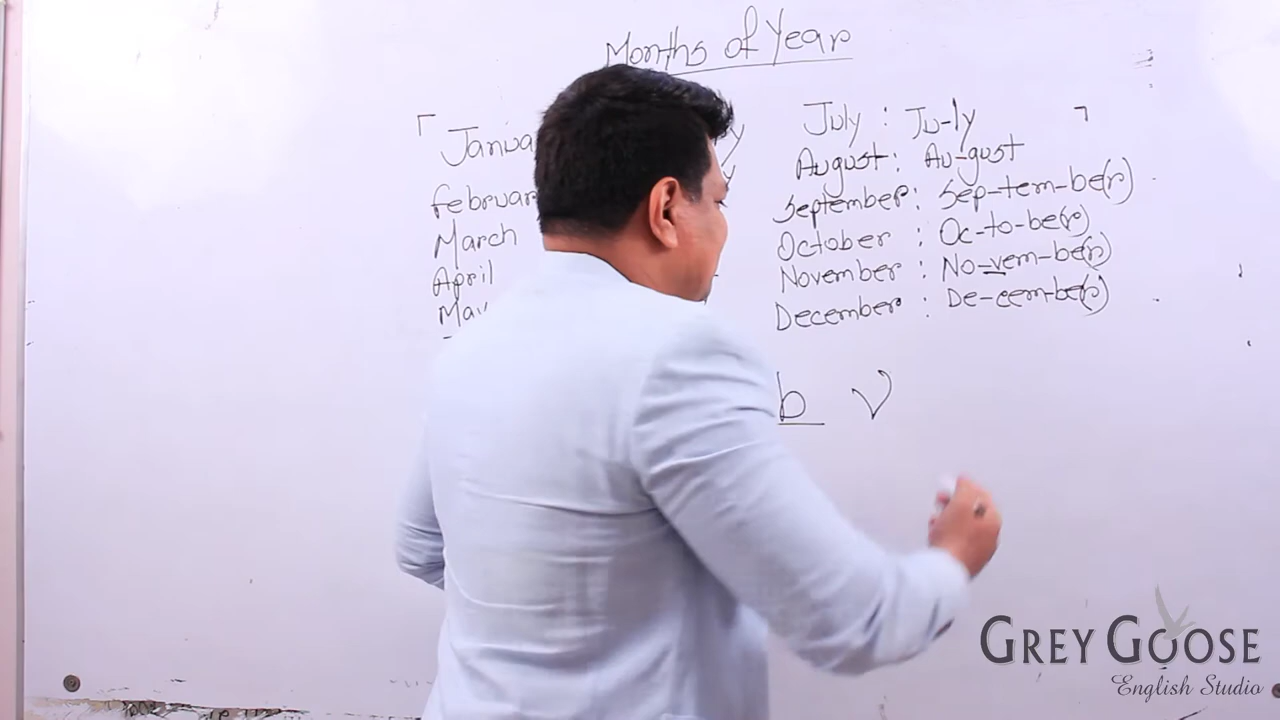 Months of Year
Janua
February
March
April
May
July : Ju-ly
August : Au-gust
September : Sep-tem-be(r)
October : Oc-to-be(r)
November : No-vem-be(r)
December : De-cem-be(r)
b v
GREY GOOSE
English Studio